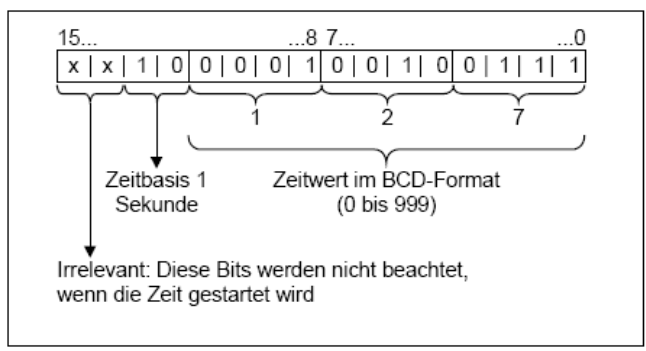 15... ...8 7... ...0
x | x | 1 | 0 | 0 | 0 | 0 | 1 | 0 | 0 | 1 | 0 | 0 | 1 | 1 | 1
1 2 7
Zeitbasis 1 Zeitwert im BCD-Format
Sekunde (0 bis 999)
Irrelevant: Diese Bits werden nicht beachtet,
wenn die Zeit gestartet wird